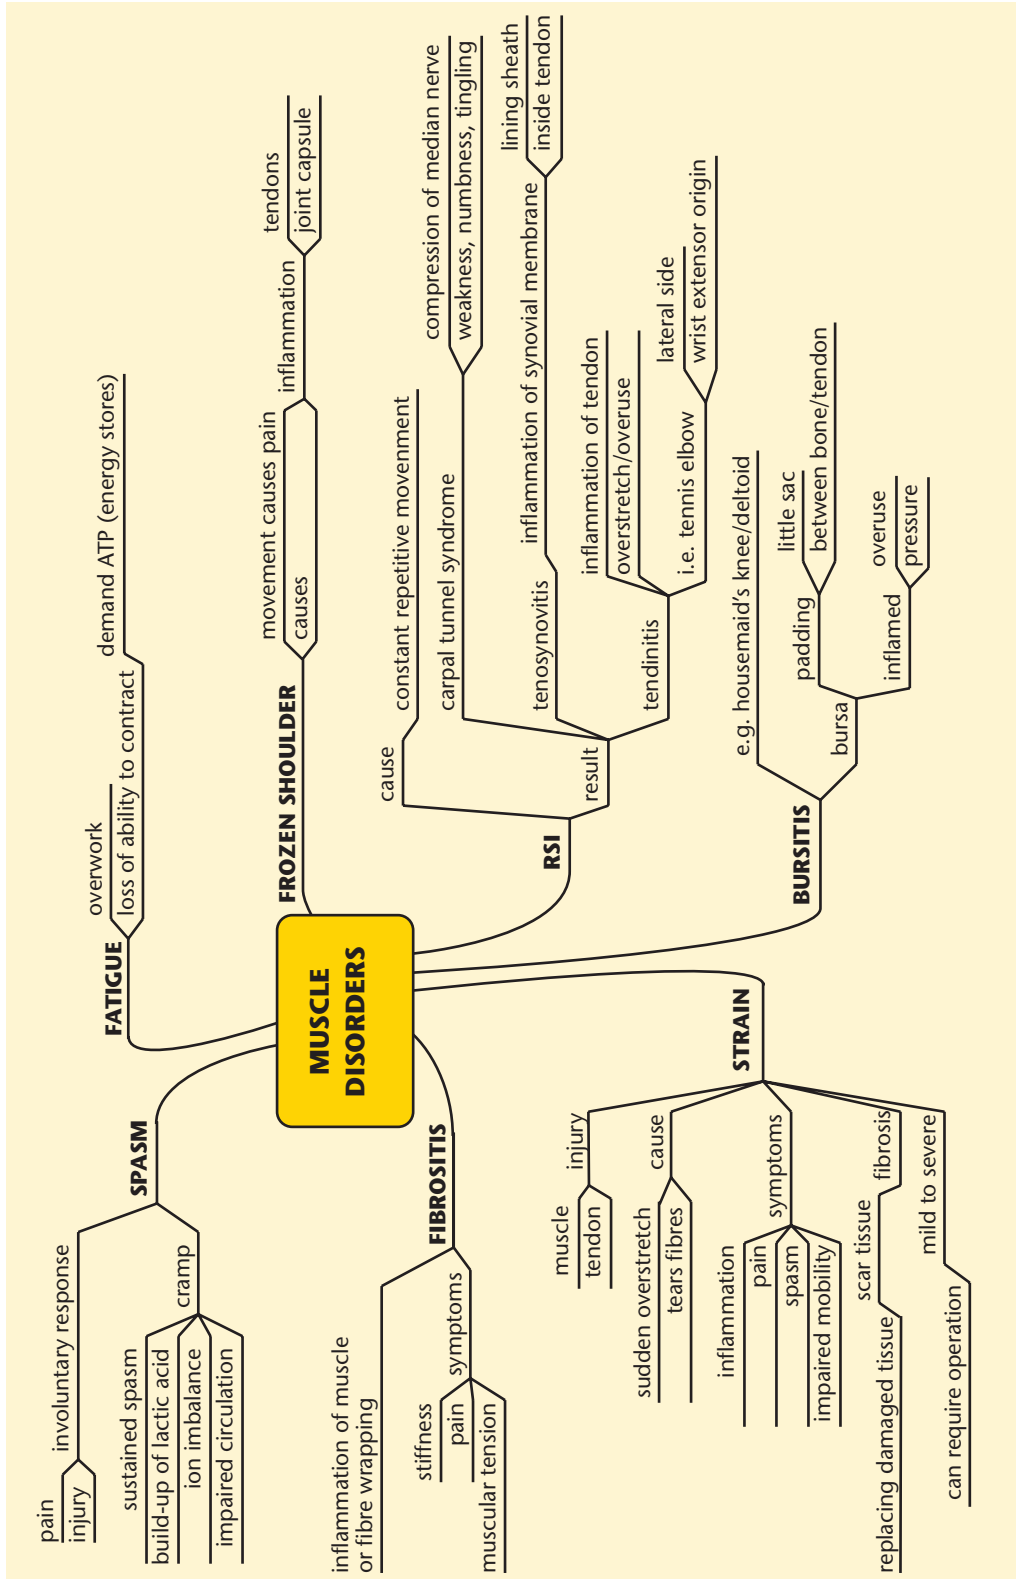 MUSCLE
DISORDERS
SPASM
involuntary response
pain
injury
cramp
sustained spasm
build-up of lactic acid
ion imbalance
impaired circulation
FATIGUE
overwork
loss of ability to contract
demand ATP (energy stores)
FROZEN SHOULDER
movement causes pain
causes
inflammation
tendons
joint capsule
FIBROSITIS
inflammation of muscle
or fibre wrapping
symptoms
stiffness
pain
muscular tension
RSI
cause
constant repetitive movenment
result
carpal tunnel syndrome
compression of median nerve
weakness, numbness, tingling
tenosynovitis
inflammation of synovial membrane
lining sheath
inside tendon
tendinitis
inflammation of tendon
overstretch/overuse
i.e. tennis elbow
lateral side
wrist extensor origin
STRAIN
injury
muscle
tendon
cause
sudden overstretch
tears fibres
symptoms
inflammation
pain
spasm
impaired mobility
fibrosis
scar tissue
replacing damaged tissue
mild to severe
can require operation
BURSITIS
e.g. housemaid's knee/deltoid
bursa
padding
little sac
between bone/tendon
inflamed
overuse
pressure